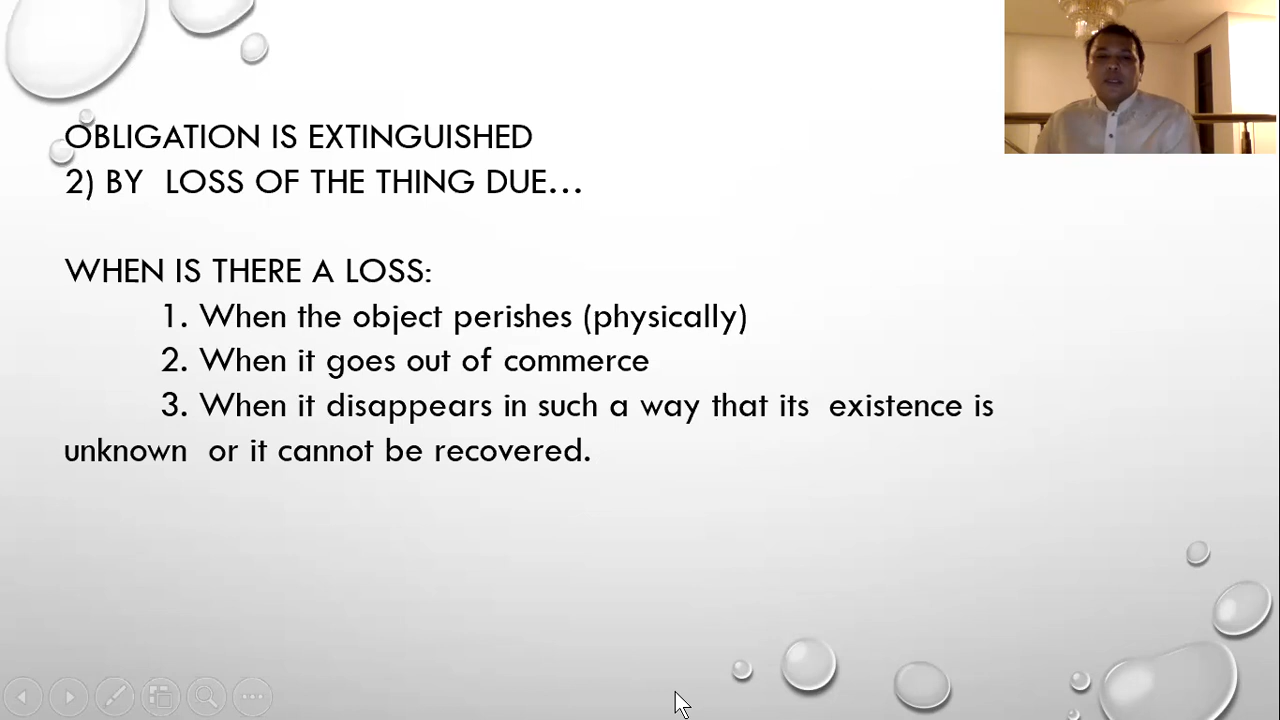 OBLIGATION IS EXTINGUISHED
2) BY LOSS OF THE THING DUE…
WHEN IS THERE A LOSS:
1. When the object perishes (physically)
2. When it goes out of commerce
3. When it disappears in such a way that its existence is
unknown or it cannot be recovered.